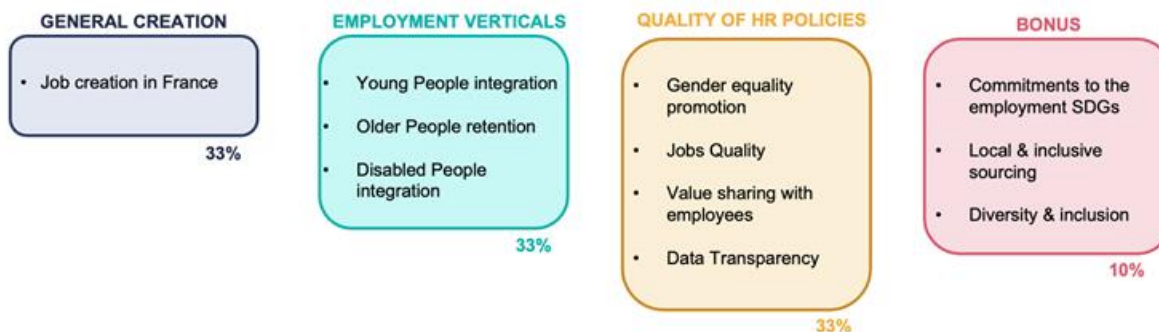 GENERAL CREATION
• Job creation in France
33%
EMPLOYMENT VERTICALS
• Young People integration
• Older People retention
• Disabled People
integration
33%
QUALITY OF HR POLICIES
• Gender equality
promotion
• Jobs Quality
• Value sharing with
employees
• Data Transparency
33%
BONUS
• Commitments to the
employment SDGs
• Local & inclusive
sourcing
• Diversity & inclusion
10%